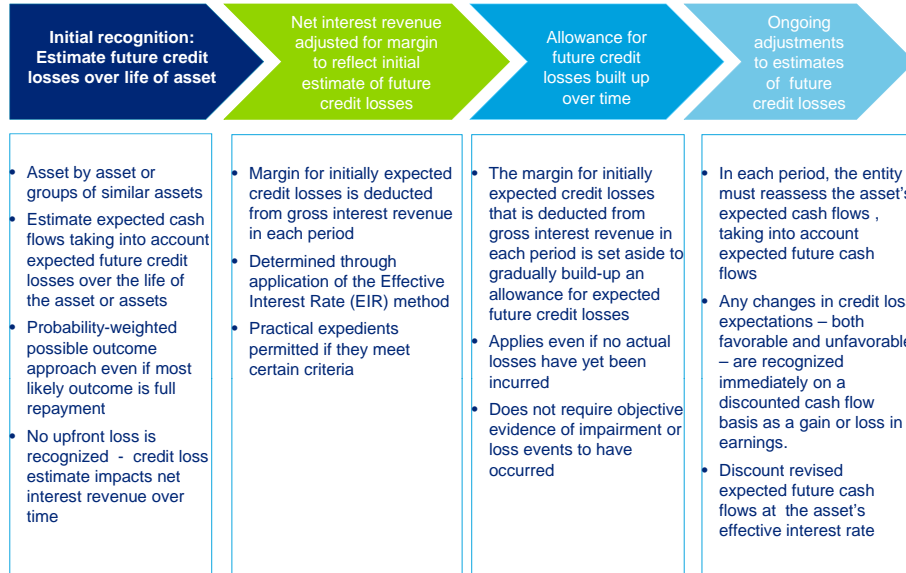 Initial recognition:
Estimate future credit
losses over life of asset
Net interest revenue
adjusted for margin
to reflect initial
estimate of future
credit losses
Allowance for
future credit
losses built up
over time
Ongoing
adjustments
to estimates
of future
credit losses
• Asset by asset or
groups of similar assets
• Estimate expected cash
flows taking into account
expected future credit
losses over the life of
the asset or assets
• Probability-weighted
possible outcome
approach even if most
likely outcome is full
repayment
• No upfront loss is
recognized - credit loss
estimate impacts net
interest revenue over
time
• Margin for initially expected
credit losses is deducted
from gross interest revenue
in each period
• Determined through
application of the Effective
Interest Rate (EIR) method
• Practical expedients
permitted if they meet
certain criteria
• The margin for initially
expected credit losses
that is deducted from
gross interest revenue in
each period is set aside to
gradually build-up an
allowance for expected
future credit losses
• Applies even if no actual
losses have yet been
incurred
• Does not require objective
evidence of impairment or
loss events to have
occurred
• In each period, the entity
must reassess the asset's
expected cash flows ,
taking into account
expected future cash
flows
• Any changes in credit loss
expectations – both
favorable and unfavorable
– are recognized
immediately on a
discounted cash flow
basis as a gain or loss in
earnings.
• Discount revised
expected future cash
flows at the asset's
effective interest rate